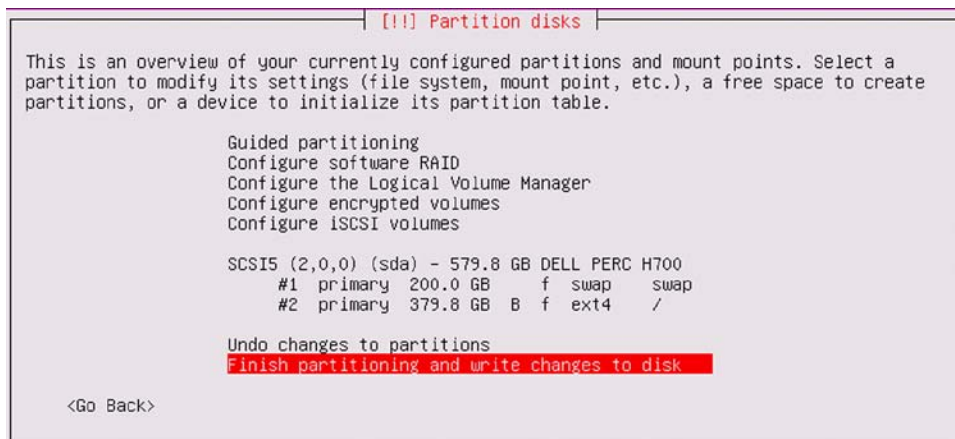 [!!] Partition disks
This is an overview of your currently configured partitions and mount points. Select a
partition to modify its settings (file system, mount point, etc.), a free space to create
partitions, or a device to initialize its partition table.
Guided partitioning
Configure software RAID
Configure the Logical Volume Manager
Configure encrypted volumes
Configure iSCSI volumes
SCSI5 (2,0,0) (sda) - 579.8 GB DELL PERC H700
#1 primary 200.0 GB f swap swap
#2 primary 379.8 GB B f ext4 /
Undo changes to partitions
Finish partitioning and write changes to disk
<Go Back>